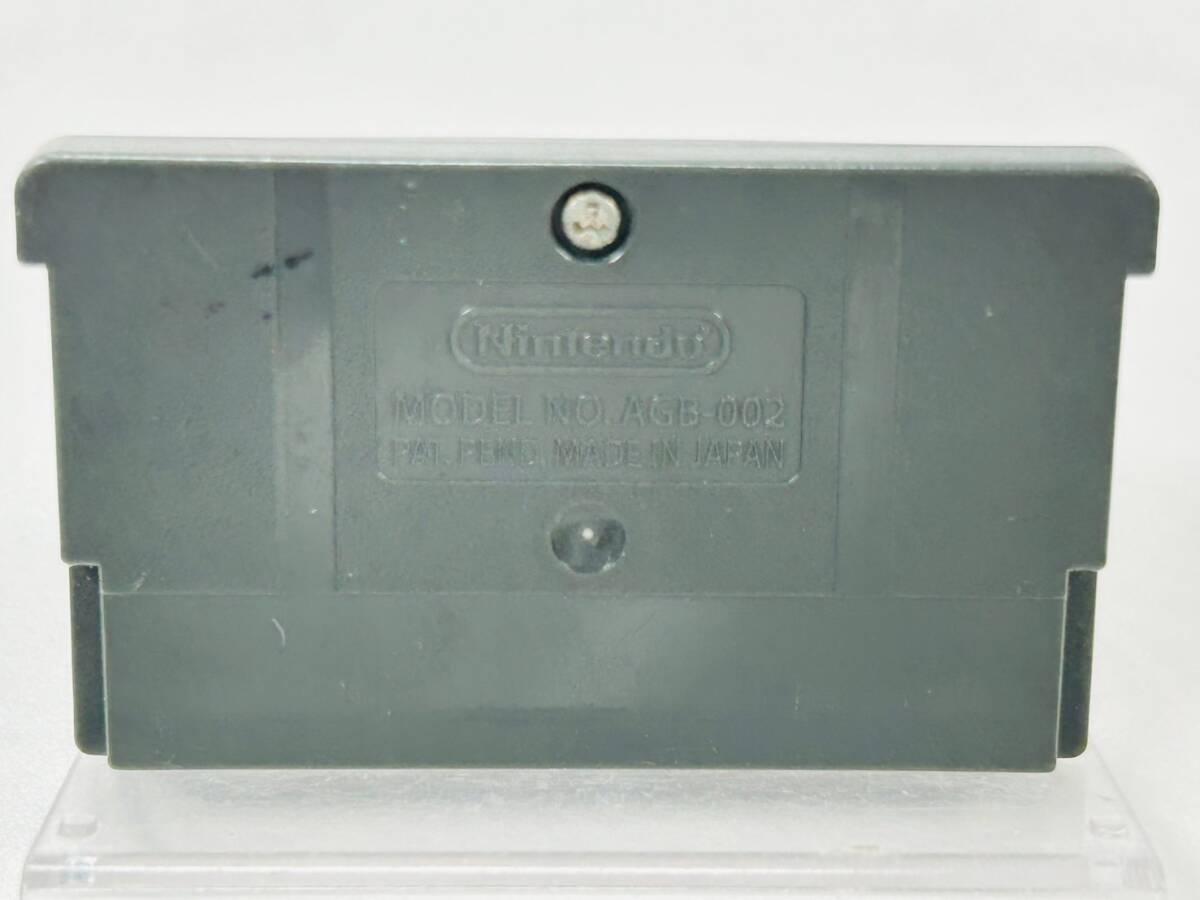 Nintendo®
MODEL NO. AGB-002
PAT. PEND. MADE IN JAPAN